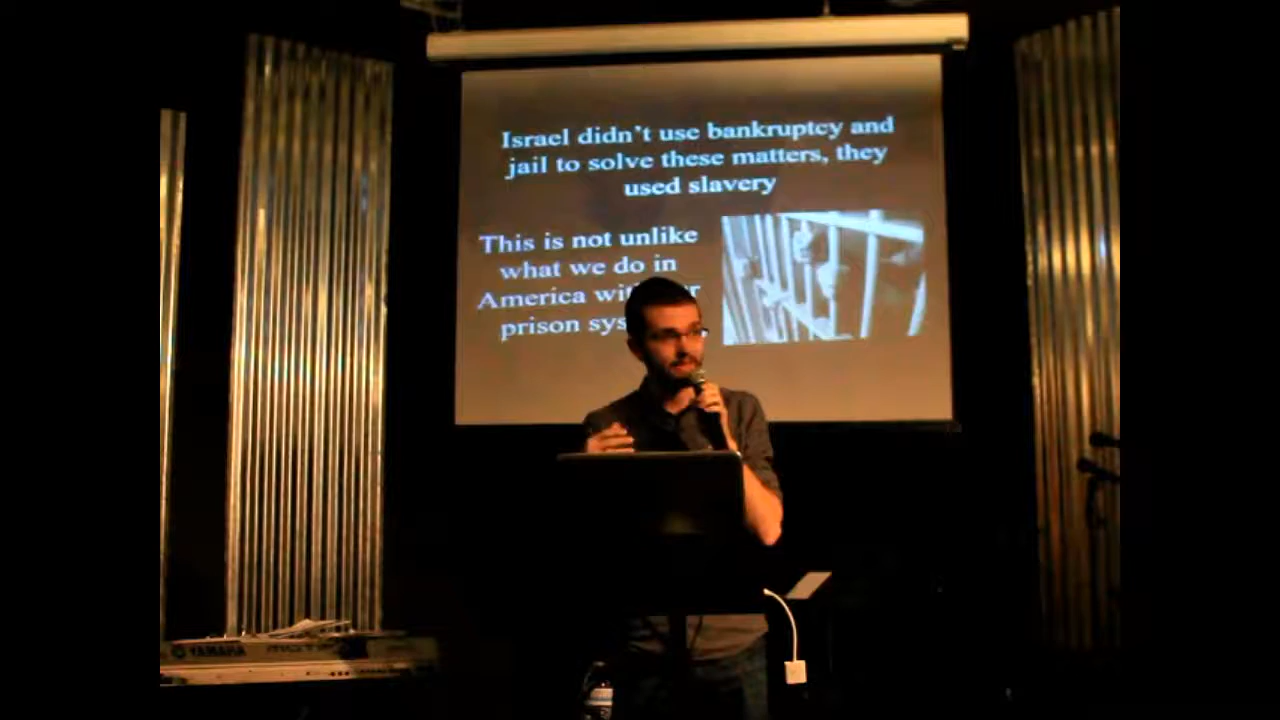 Israel didn't use bankruptcy and
jail to solve these matters, they
used slavery
This is not unlike
what we do in
America
prison
YAMAHA